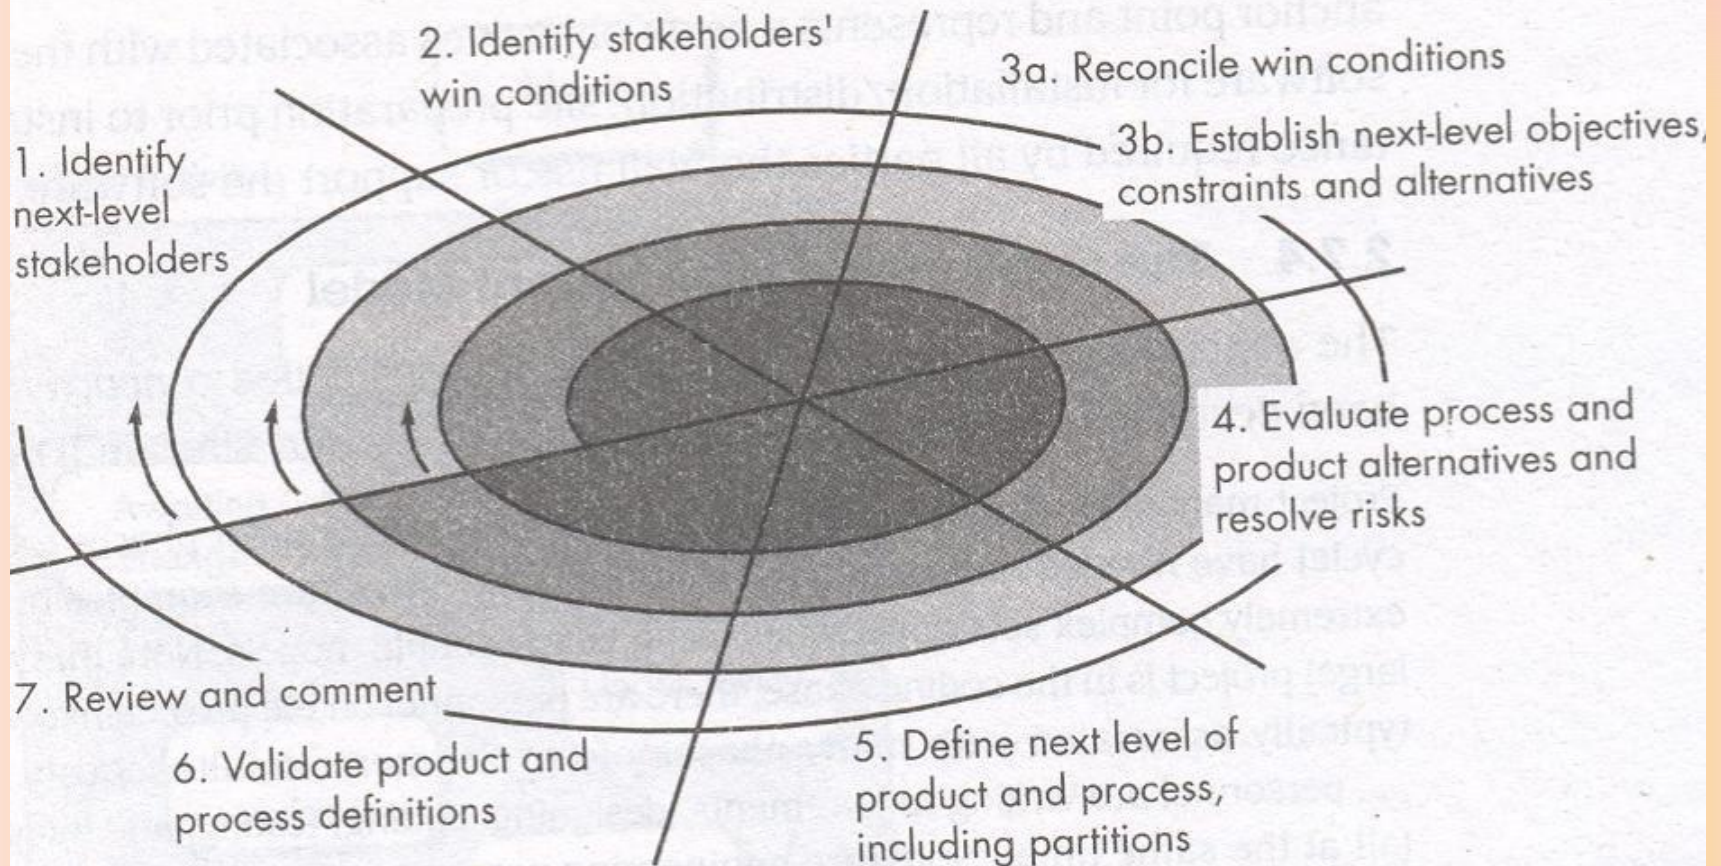 2. Identify stakeholders'
win conditions
3a. Reconcile win conditions
3b. Establish next-level objectives,
constraints and alternatives
1. Identify
next-level
stakeholders
4. Evaluate process and
product alternatives and
resolve risks
7. Review and comment
6. Validate product and
process definitions
5. Define next level of
product and process,
including partitions